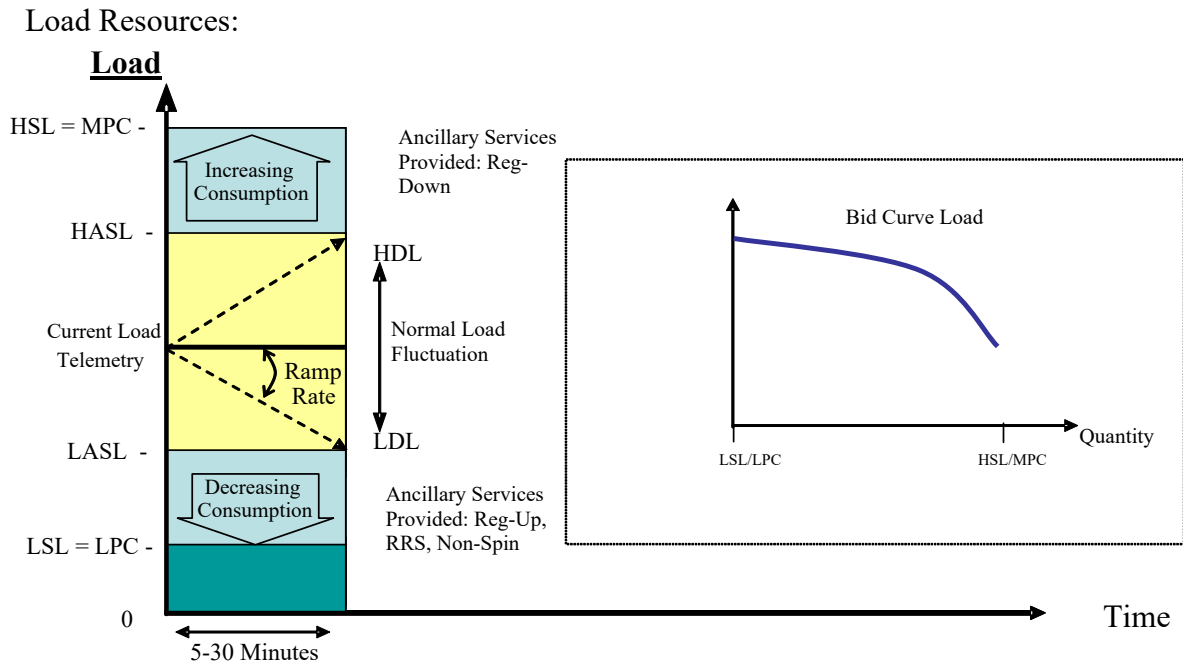 Load Resources:
Load
HSL = MPC -
Increasing
Consumption
Ancillary Services
Provided: Reg-
Down
HASL -
HDL
Current Load
Telemetry
Normal Load
Fluctuation
Ramp
Rate
LDL
LASL -
Decreasing
Consumption
Ancillary Services
Provided: Reg-Up,
RRS, Non-Spin
LSL = LPC -
0
Time
5-30 Minutes
Bid Curve Load
Quantity
LSL/LPC
HSL/MPC